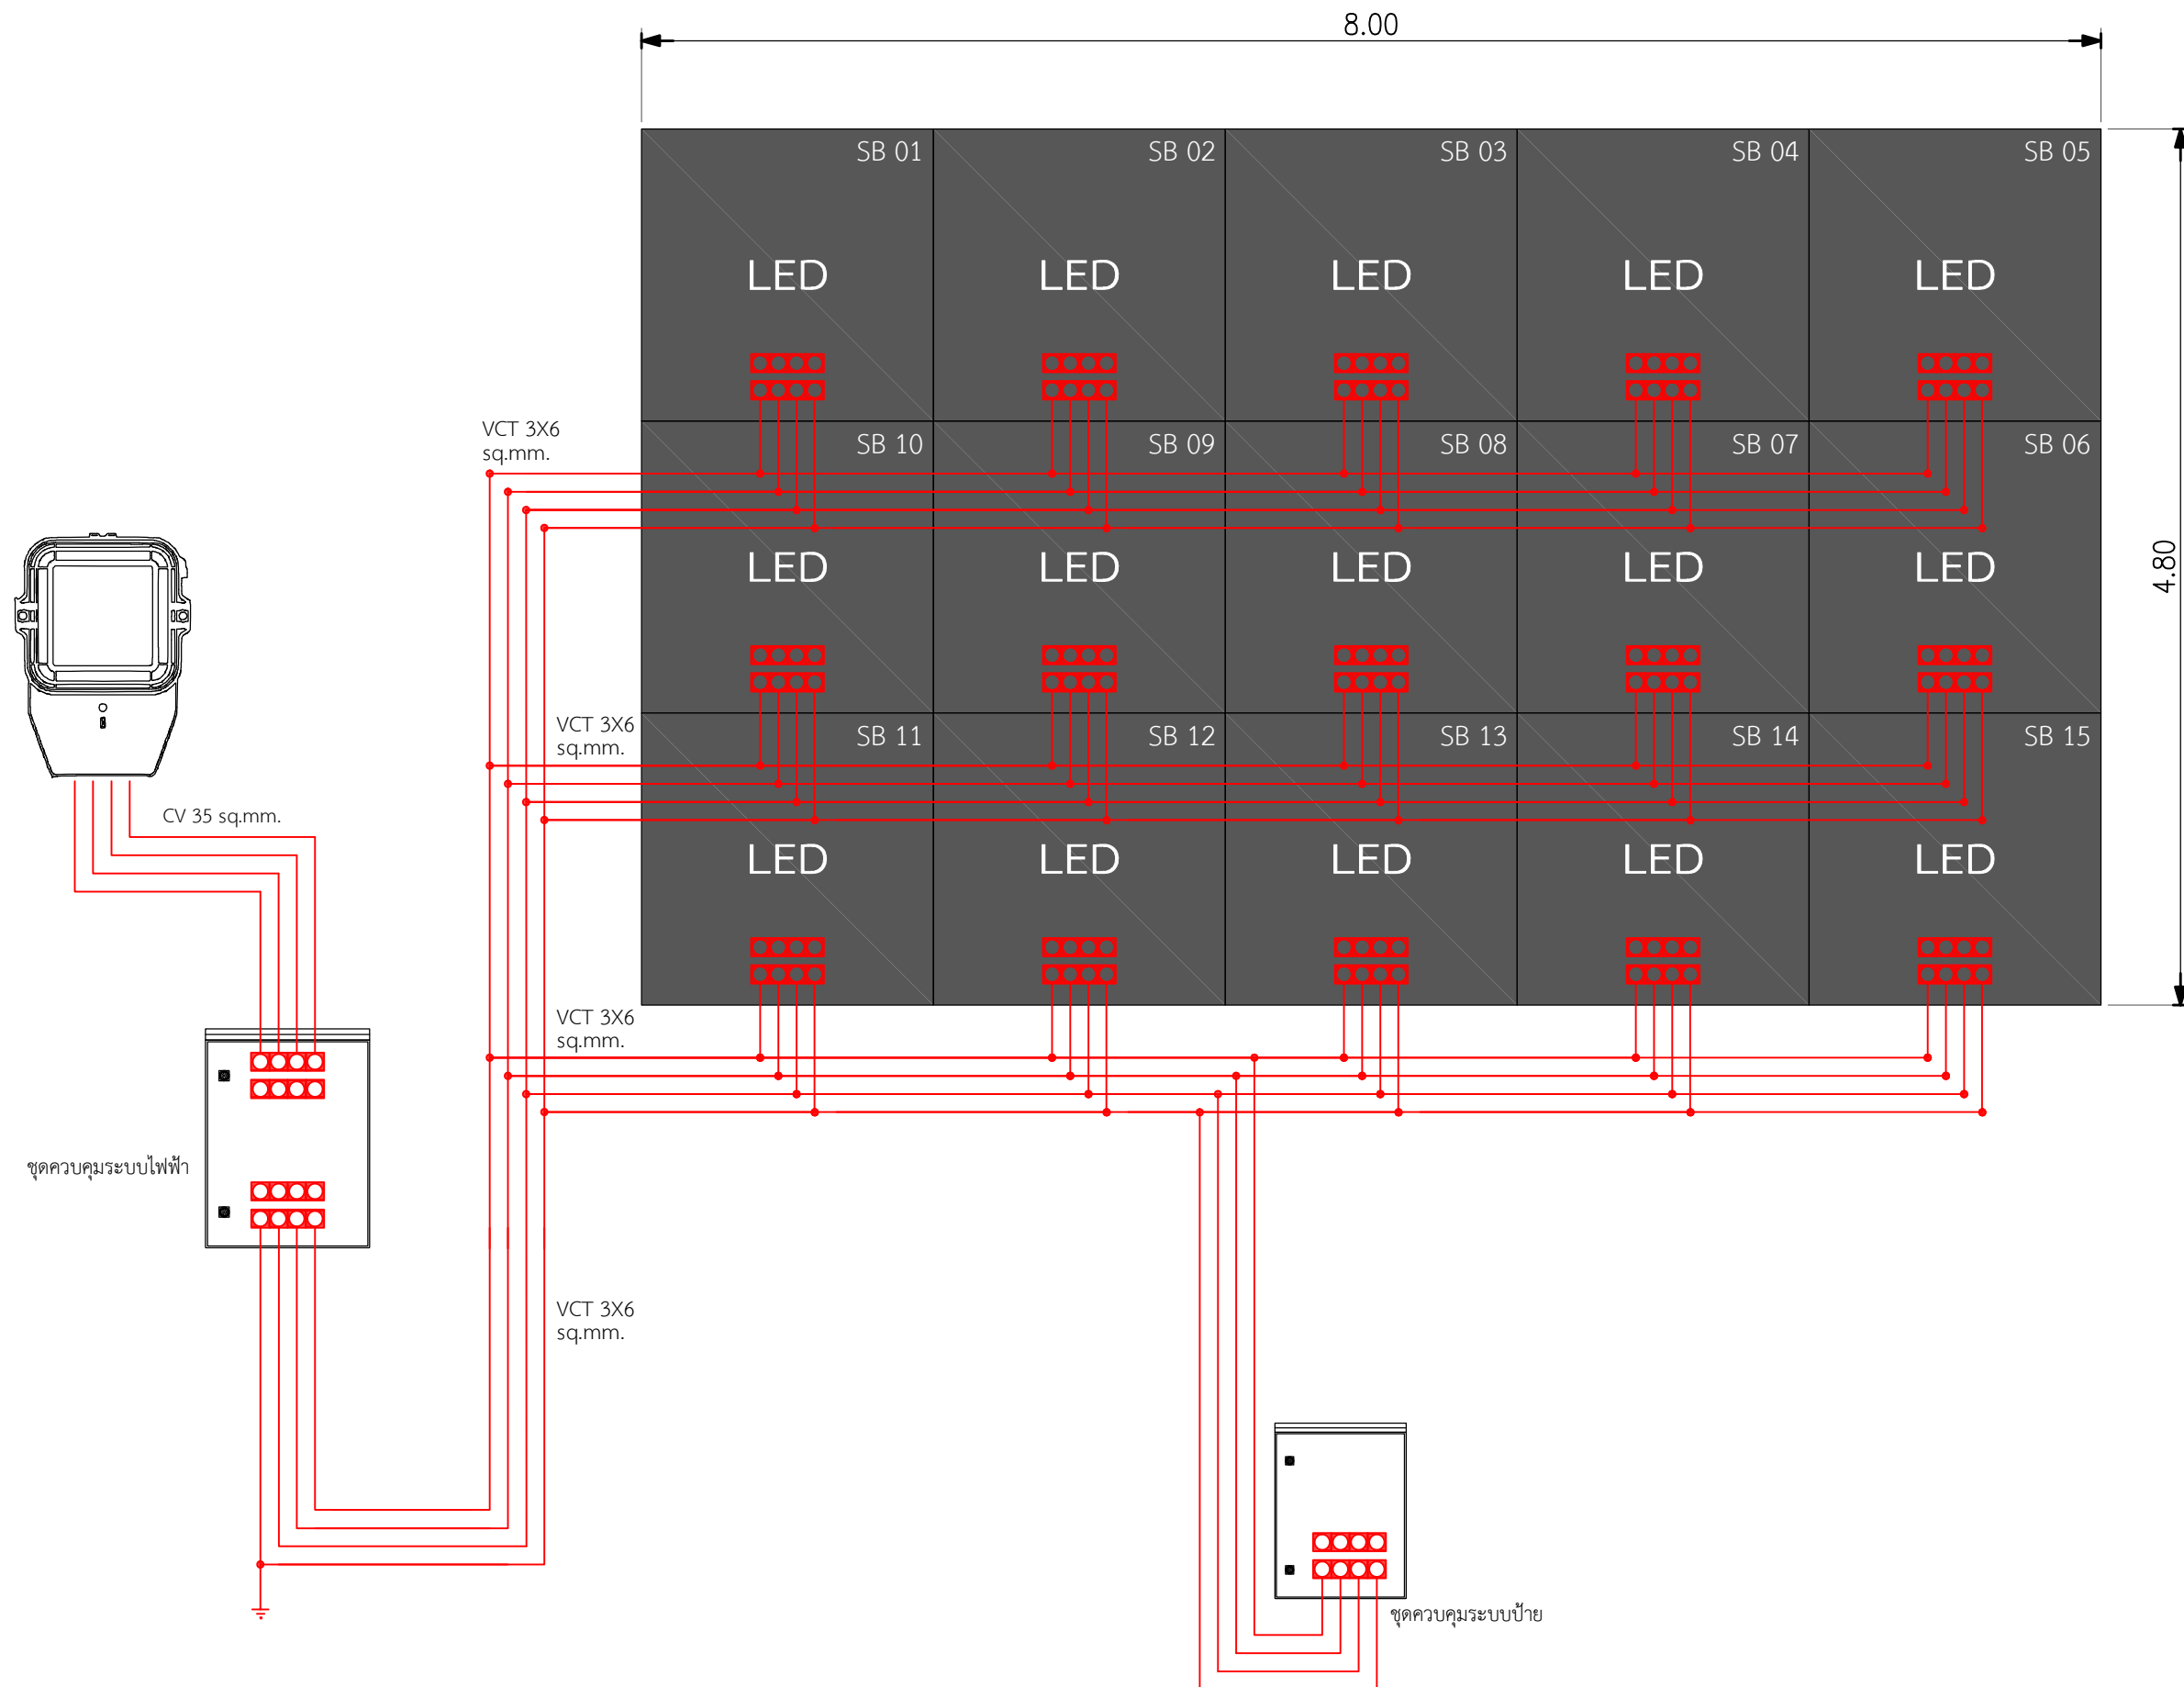 8.00
SB 01
SB 02
SB 03
SB 04
SB 05
LED
LED
LED
LED
LED
VCT 3X6
sq.mm.
SB 10
SB 09
SB 08
SB 07
SB 06
LED
LED
LED
LED
LED
4.80
VCT 3X6
sq.mm.
SB 11
SB 12
SB 13
SB 14
SB 15
CV 35 sq.mm.
LED
LED
LED
LED
LED
VCT 3X6
sq.mm.
ชุดควบคุมระบบไฟฟ้า
VCT 3X6
sq.mm.
ชุดควบคุมระบบป้าย